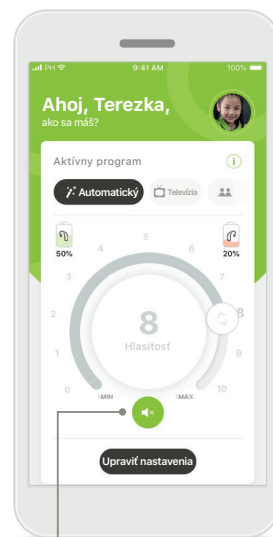 PH 9:41 AM 100%
Ahoj, Terezka,
ako sa máš?
Aktívny program
i
Automatický Televízia
50% 20%
0 1 2 3 4 5 6 7 8 9 10
8
Hlasitosť
MIN MAX
Upraviť nastavenia